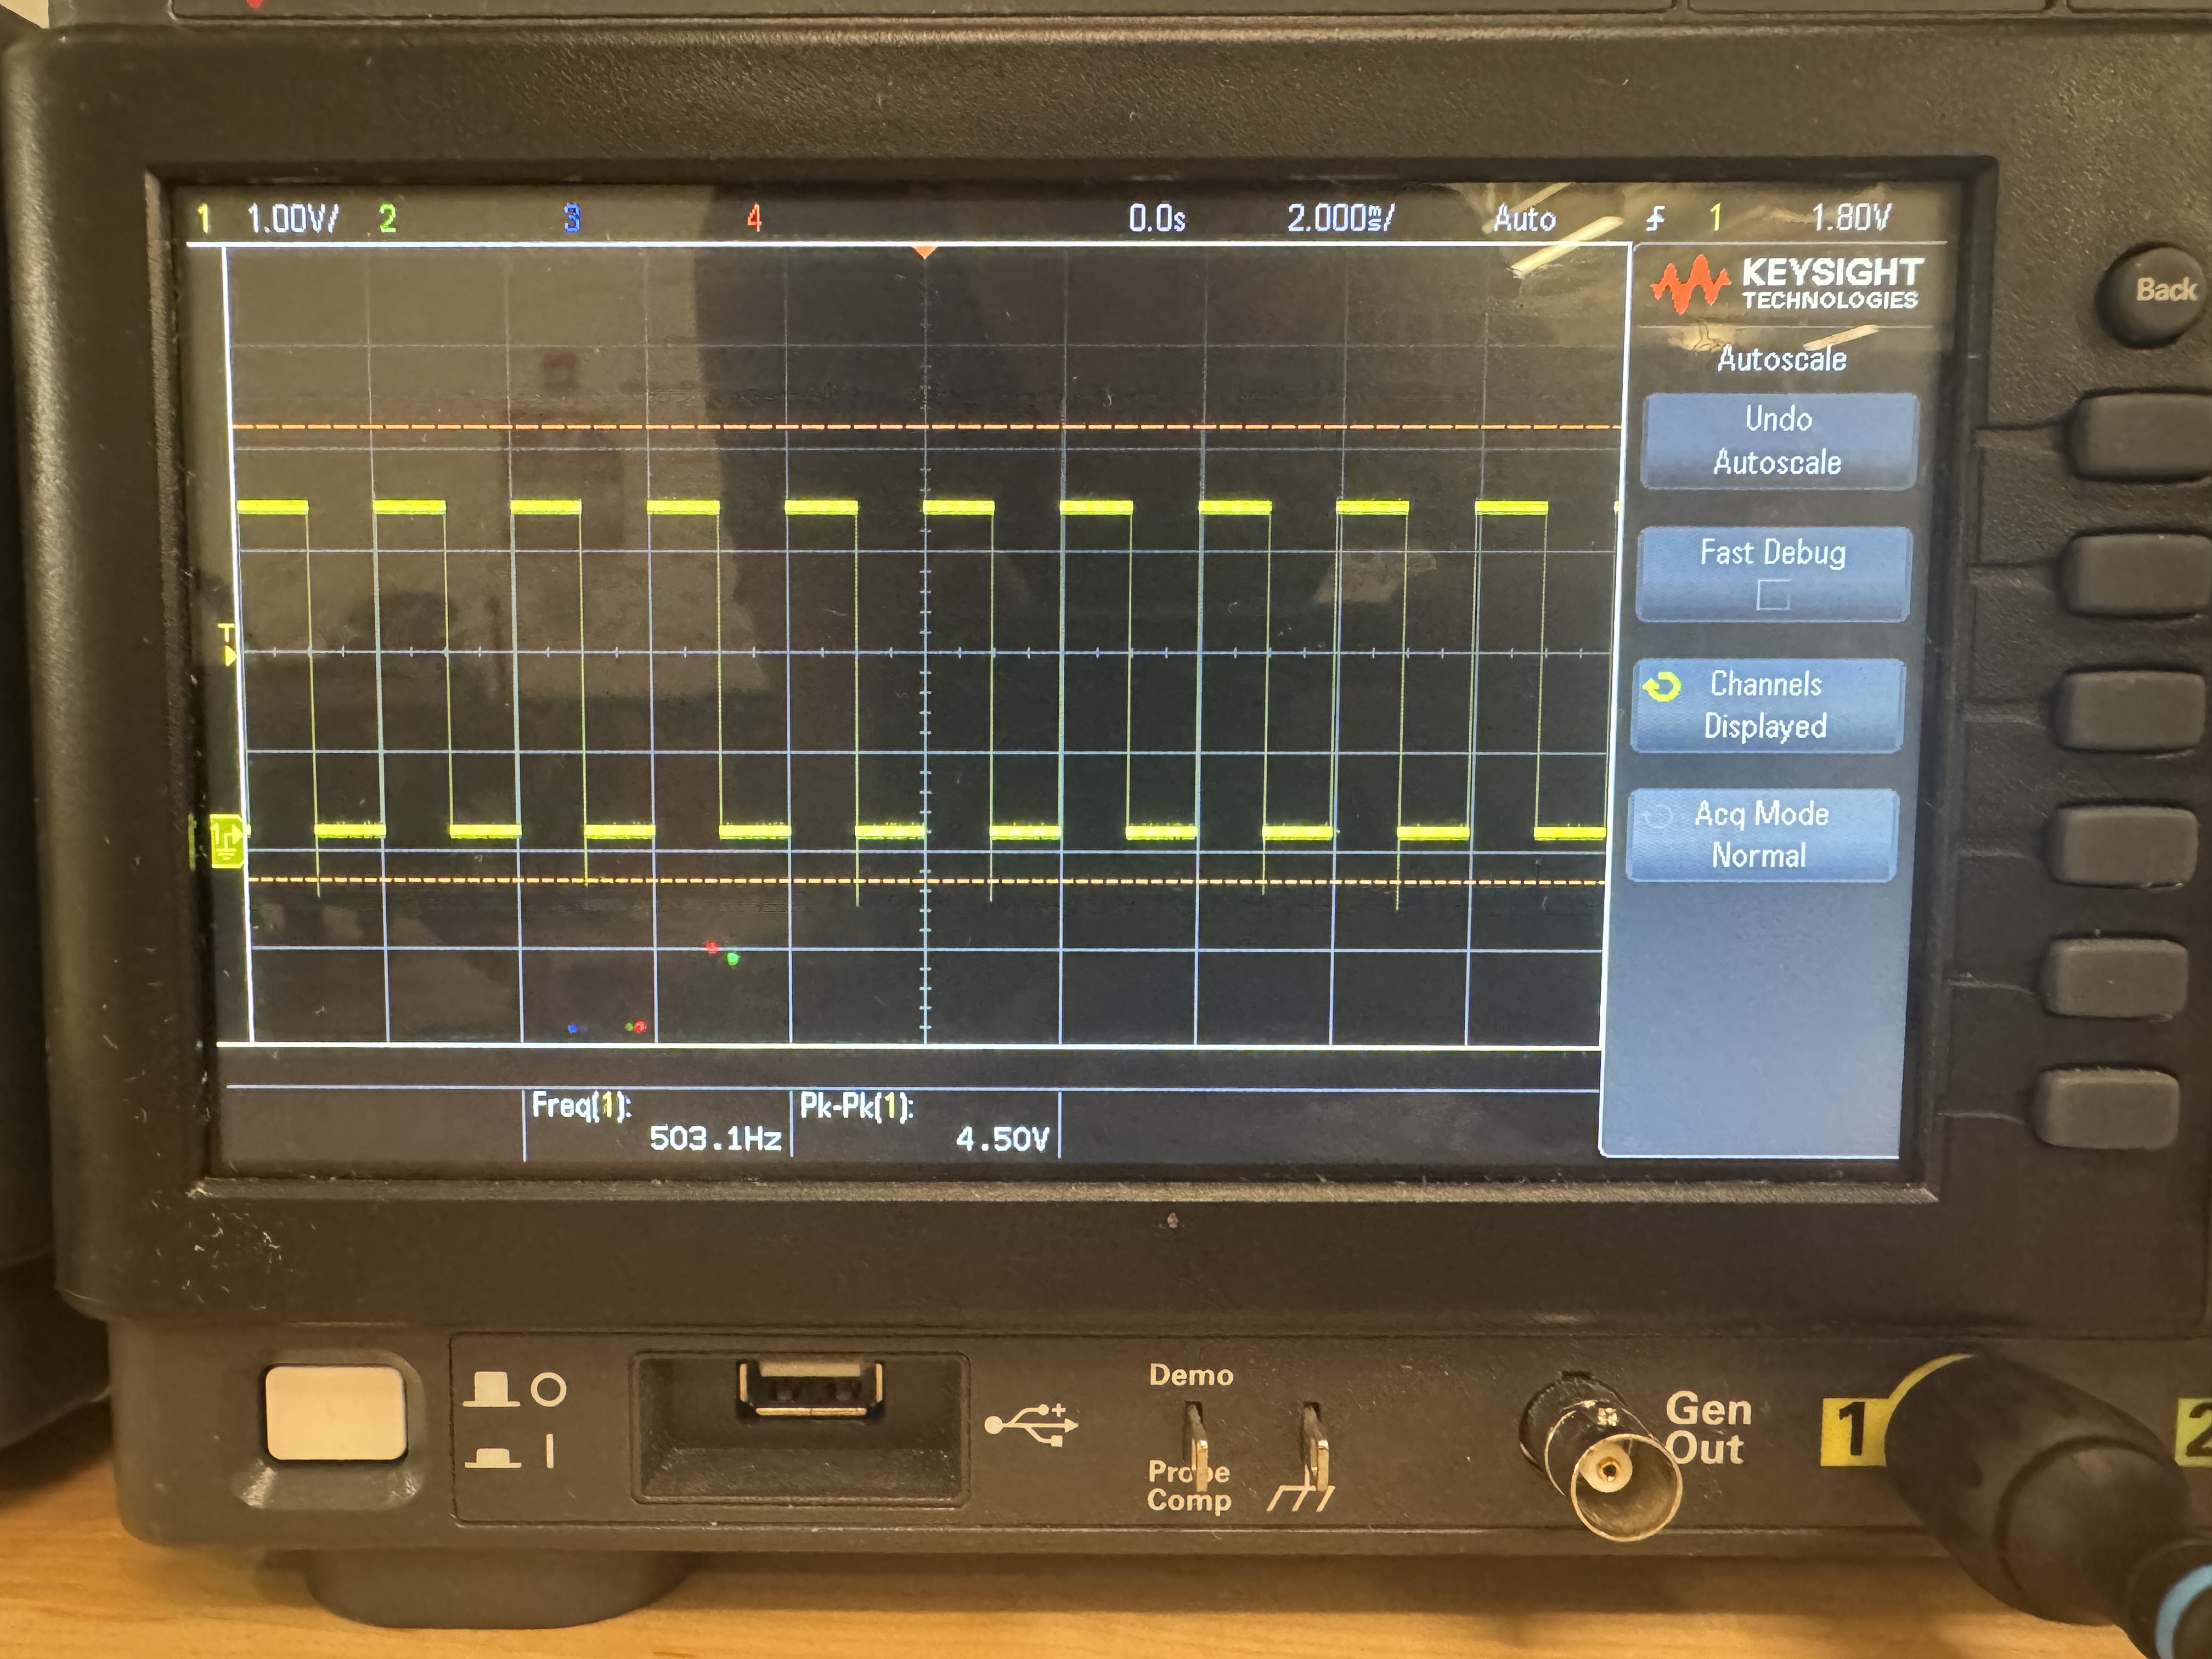 1 1.00V/ 2 3 4 0.0s 2.000ms/ Auto 1 1.80V
KEYSIGHT
TECHNOLOGIES
Back
Autoscale
Undo
Autoscale
Fast Debug
T
Channels
Displayed
1
Acq Mode
Normal
Freq(1):
503.1Hz
Pk-Pk(1):
4.50V
Demo
Probe
Comp
Gen
Out
1
2